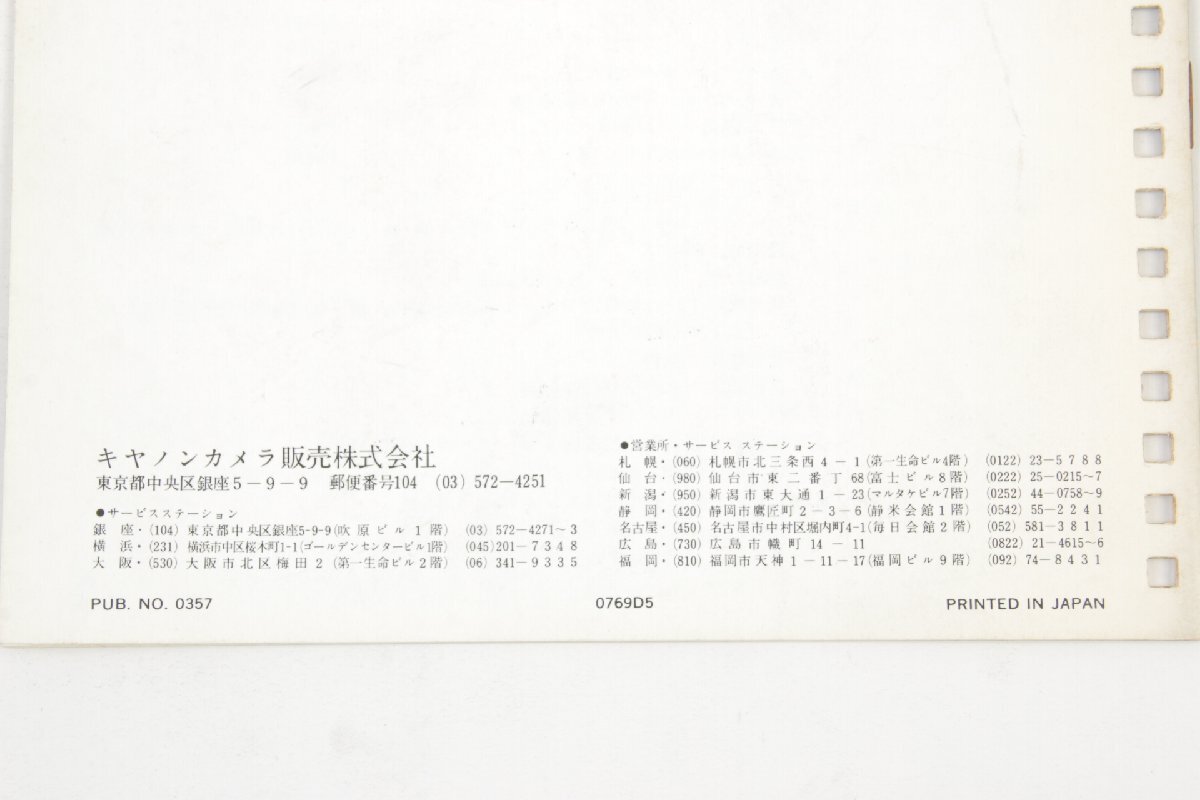 キヤノンカメラ販売株式会社
東京都中央区銀座5-9-9 郵便番号104 (03) 572-4251
●サービスステーション
銀座・(104) 東京都中央区銀座5-9-9(吹原ビル1階) (03) 572-4271~3
横浜・(231) 横浜市中区桜木町1-1(ゴールデンセンタービル1階) (045)201-7348
大阪・(530) 大阪市北区梅田2 (第一生命ビル2階) (06) 341-9335
●営業所・サービス ステーション
札幌・(060) 札幌市北三条西4-1(第一生命ビル4階) (0122) 23-5788
仙台・(980) 仙台市東二番丁68(富士ビル8階) (0222) 25-0215~7
新潟・(950) 新潟市東大通1-23(マルタケビル7階) (0252) 44-0758~9
静岡・(420) 静岡市鷹匠町2-3-6(静米会館1階) (0542) 55-2241
名古屋・(450) 名古屋市中村区堀内町4-1(毎日会館2階) (052) 581-3811
広島・(730) 広島市幟町14-11 (0822) 21-4615~6
福岡・(810) 福岡市天神1-11-17(福岡ビル9階) (092) 74-8431
PUB. NO. 0357 0769D5 PRINTED IN JAPAN